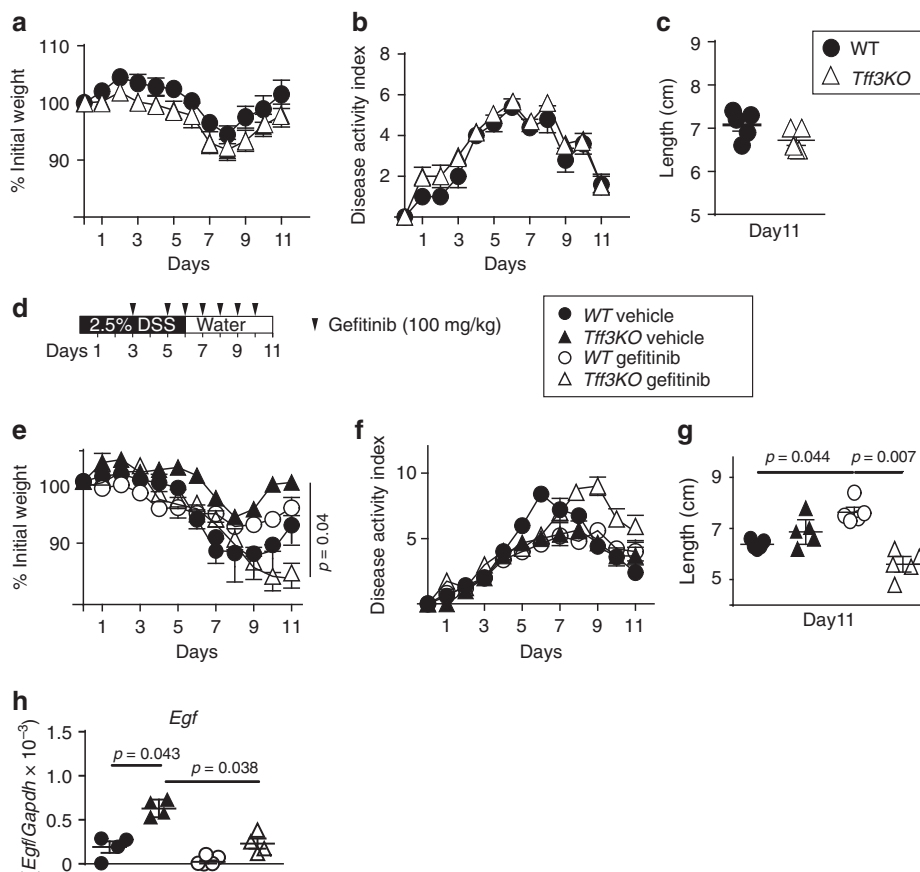 a
% Initial weight
100
90
1 3 5 7 9 11
Days
b
Disease activity index
8
6
4
2
1 3 5 7 9 11
Days
c
Length (cm)
9
8
7
6
5
Day11
WT
Tff3KO
d
2.5% DSS Water
Days 1 3 5 7 9 11
Gefitinib (100 mg/kg)
WT vehicle
Tff3KO vehicle
WT gefitinib
Tff3KO gefitinib
e
% Initial weight
100
90
p = 0.04
1 3 5 7 9 11
Days
f
Disease activity index
10
5
1 3 5 7 9 11
Days
g
Length (cm)
9
7
5
p = 0.044 p = 0.007
Day11
h
Egf
(Egf/Gapdh × 10⁻³)
1.5
1.0
0.5
0
p = 0.043
p = 0.038